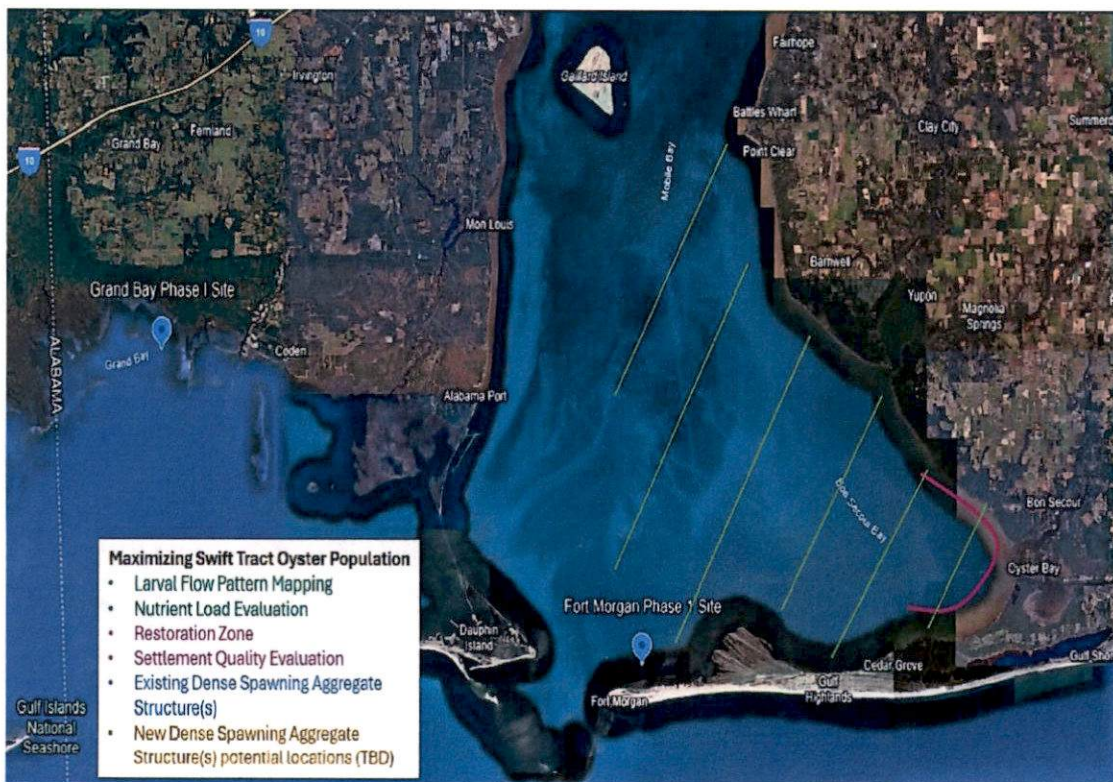 10
Irvington
Grand Bay
Fernland
10
Gaillard Island
Fairhope
Battles Wharf
Point Clear
Clay City
Summerd
Mobile Bay
Mon Louis
Barnwell
Yupon
Magnolia
Springs
Grand Bay Phase I Site
Grand Bay
Coden
ALABAMA
Alabama Port
Bon Secour Bay
Bon Secour
Oyster Bay
Fort Morgan Phase 1 Site
Dauphin
Island
Fort Morgan
Cedar Grove
Gulf
Highlands
Gulf Shor
Gulf Islands
National
Seashore
Maximizing Swift Tract Oyster Population
• Larval Flow Pattern Mapping
• Nutrient Load Evaluation
• Restoration Zone
• Settlement Quality Evaluation
• Existing Dense Spawning Aggregate
Structure(s)
• New Dense Spawning Aggregate
Structure(s) potential locations (TBD)